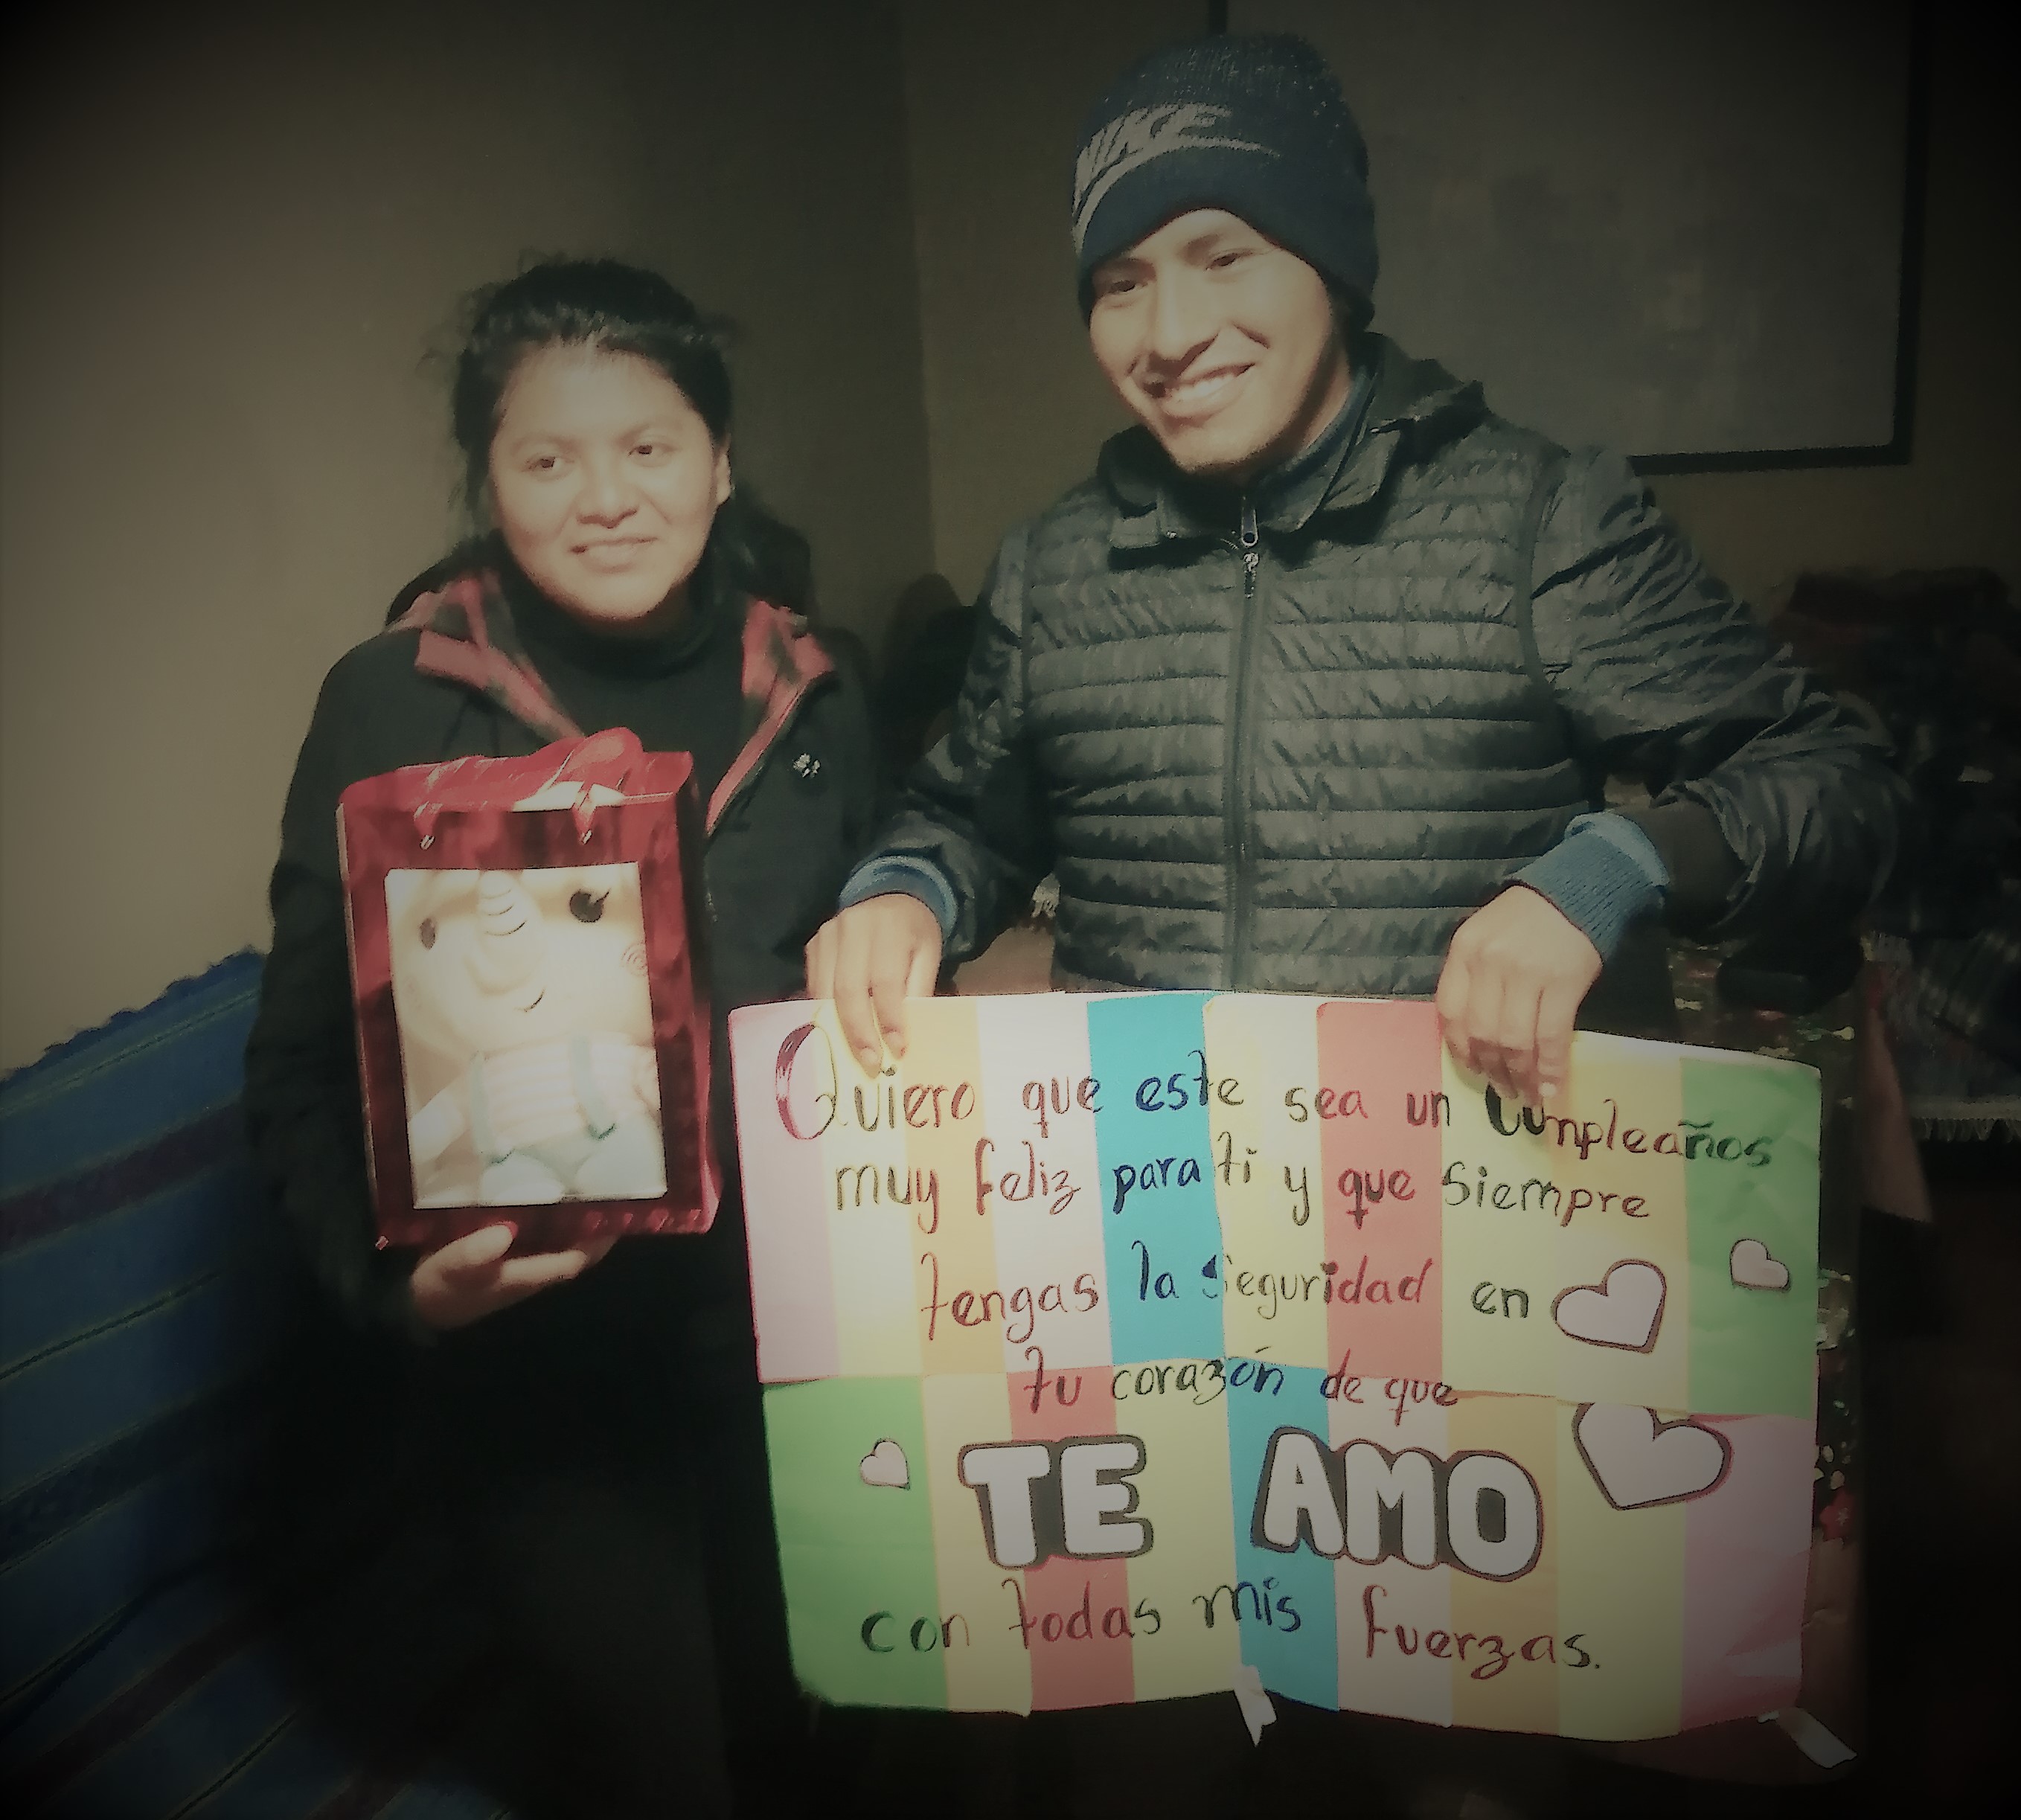 Quiero que este sea un Cumpleaños
muy feliz para ti y que siempre
tengas la seguridad en
tu corazón de que
TE AMO
con todas mis fuerzas.